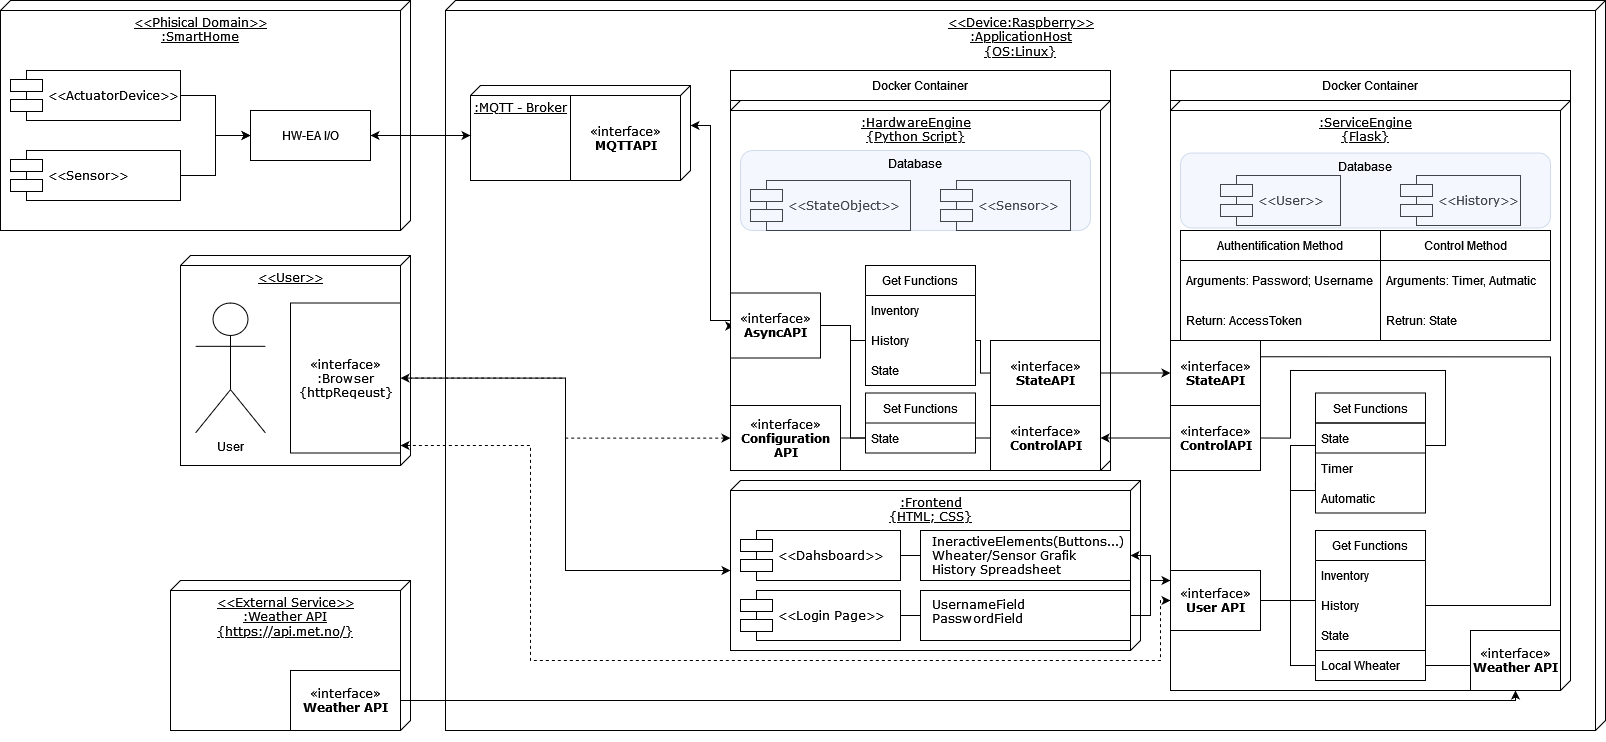 <<Phisical Domain>>
:SmartHome
<<ActuatorDevice>>
<<Sensor>>
HW-EA I/O
<<Device:Raspberry>>
:ApplicationHost
{OS:Linux}
:MQTT - Broker
«interface»
MQTTAPI
Docker Container
:HardwareEngine
{Python Script}
Database
<<StateObject>>
<<Sensor>>
«interface»
AsyncAPI
Get Functions
Inventory
History
State
«interface»
StateAPI
«interface»
Configuration
API
Set Functions
State
«interface»
ControlAPI
Docker Container
:ServiceEngine
{Flask}
Database
<<User>>
<<History>>
Authentification Method
Arguments: Password; Username
Return: AccessToken
Control Method
Arguments: Timer, Autmatic
Retrun: State
«interface»
StateAPI
«interface»
ControlAPI
Set Functions
State
Timer
Automatic
«interface»
User API
Get Functions
Inventory
History
State
Local Wheater
«interface»
Weather API
<<User>>
User
«interface»
:Browser
{httpReqeust}
:Frontend
{HTML; CSS}
<<Dahsboard>>
IneractiveElements(Buttons...)
Wheater/Sensor Grafik
History Spreadsheet
<<Login Page>>
UsernameField
PasswordField
<<External Service>>
:Weather API
{https://api.met.no/}
«interface»
Weather API